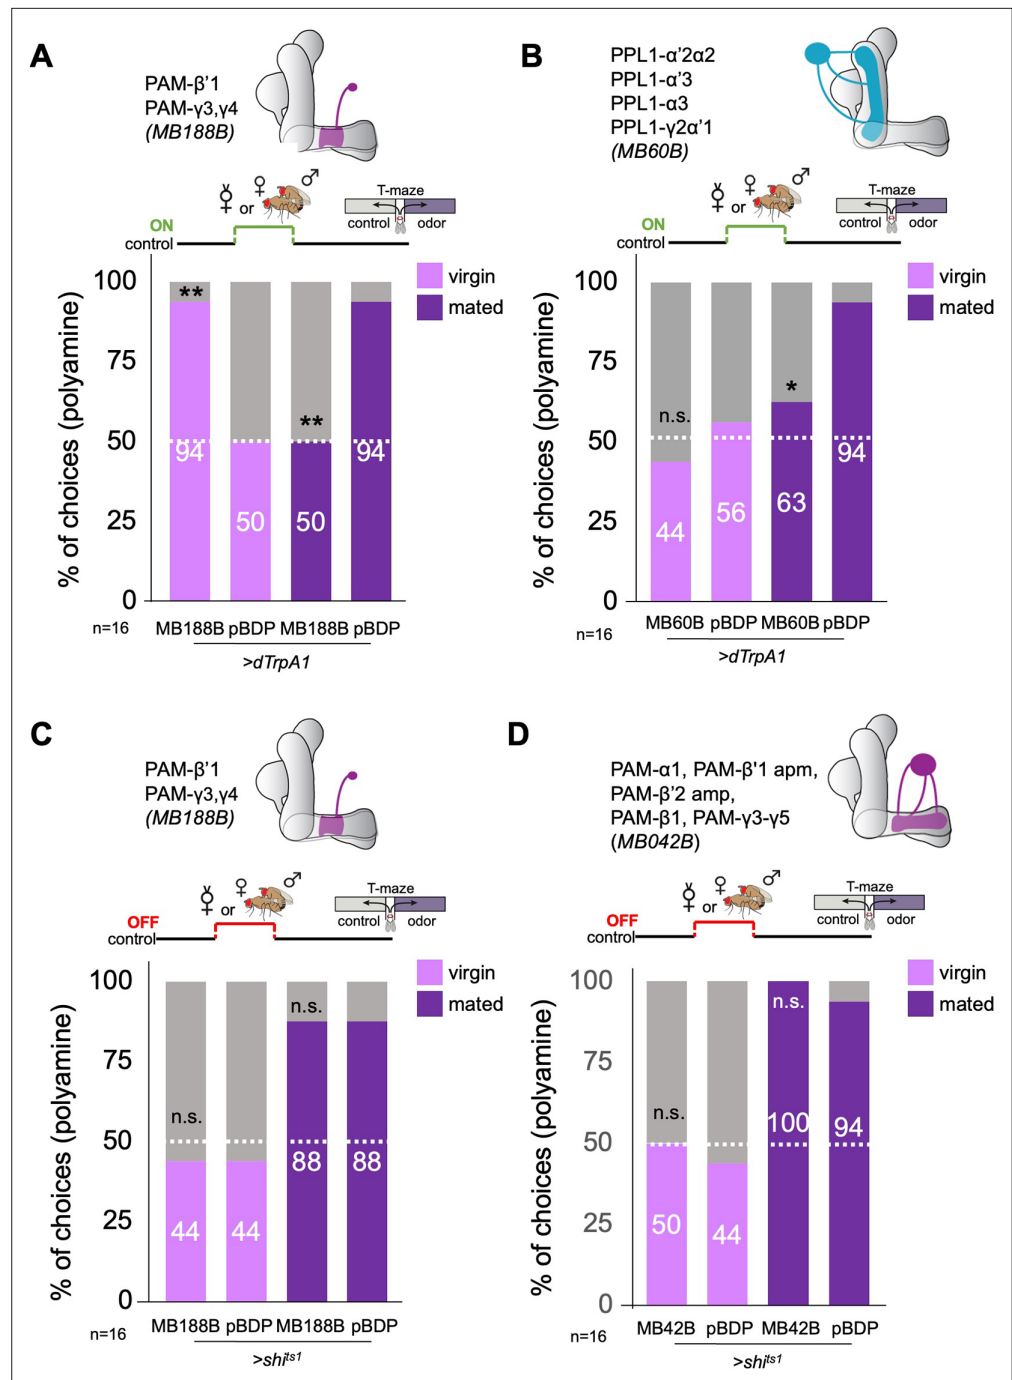 A
PAM-β'1
PAM-γ3,γ4
(MB188B)
☿ or ♀ ♂
T-maze
control odor
ON
control
% of choices (polyamine)
100
75
50
25
0
virgin
mated
**
94
50
**
50
94
n=16
MB188B pBDP MB188B pBDP
>dTrpA1
B
PPL1-α'2α2
PPL1-α'3
PPL1-α3
PPL1-γ2α'1
(MB60B)
☿ or ♀ ♂
T-maze
control odor
ON
control
% of choices (polyamine)
100
75
50
25
0
virgin
mated
n.s.
44
56
*
63
94
n=16
MB60B pBDP MB60B pBDP
>dTrpA1
C
PAM-β'1
PAM-γ3,γ4
(MB188B)
☿ or ♀ ♂
T-maze
control odor
OFF
control
% of choices (polyamine)
100
75
50
25
0
virgin
mated
n.s.
44
44
n.s.
88
88
n=16
MB188B pBDP MB188B pBDP
>shi^ts1
D
PAM-α1, PAM-β'1 apm,
PAM-β'2 amp,
PAM-β1, PAM-γ3-γ5
(MB042B)
☿ or ♀ ♂
T-maze
control odor
OFF
control
% of choices (polyamine)
100
75
50
25
0
virgin
mated
n.s.
50
44
n.s.
100
94
n=16
MB42B pBDP MB42B pBDP
>shi^ts1